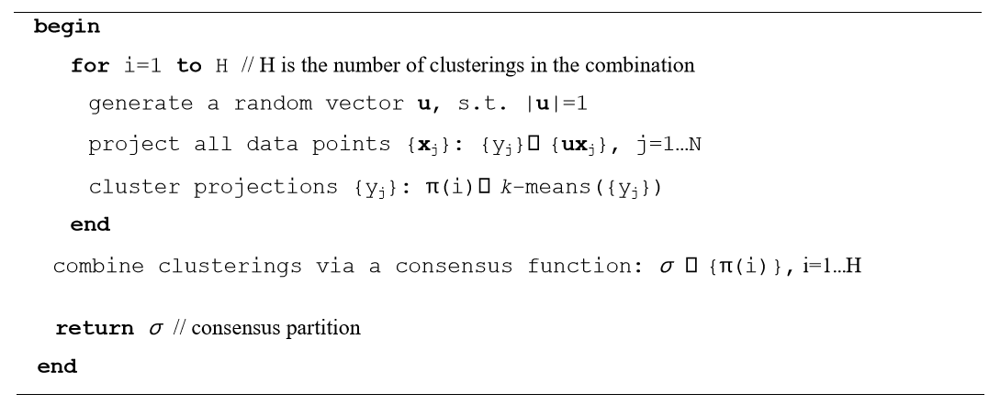 begin
for i=1 to H // H is the number of clusterings in the combination
generate a random vector u, s.t. |u|=1
project all data points {xj}: {yj}▯ {uxj}, j=1…N
cluster projections {yj}: π(i)▯ k-means({yj})
end
combine clusterings via a consensus function: σ ▯ {π(i)}, i=1...H
return σ // consensus partition
end